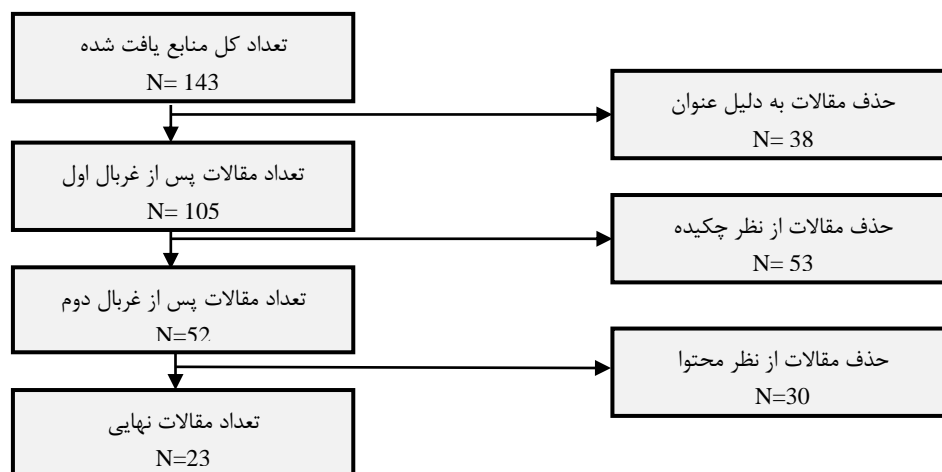 تعداد کل منابع یافت شده
N= 143
حذف مقالات به دلیل عنوان
N= 38
تعداد مقالات پس از غربال اول
N= 105
حذف مقالات از نظر چکیده
N= 53
تعداد مقالات پس از غربال دوم
N=52
حذف مقالات از نظر محتوا
N=30
تعداد مقالات نهایی
N=23